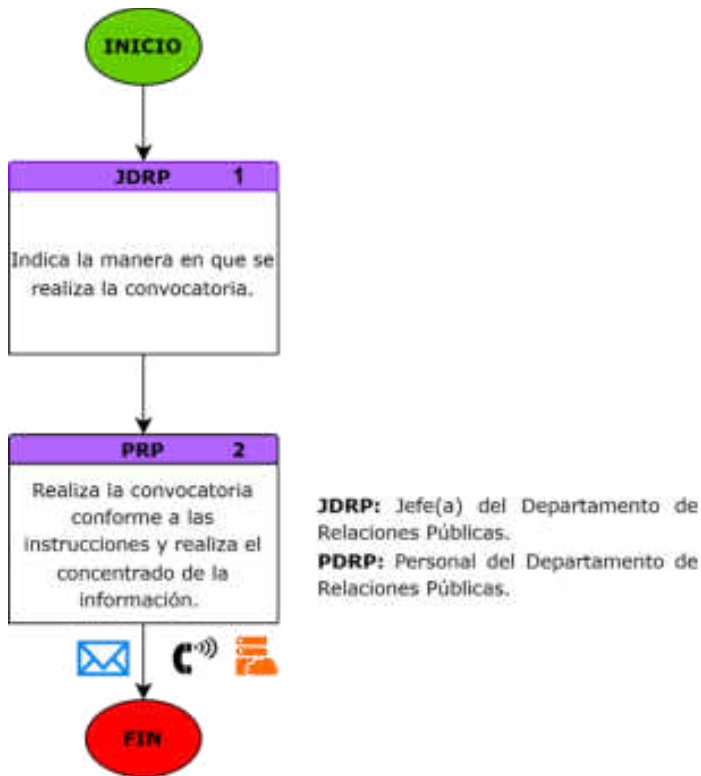 INICIO
JDRP 1
Indica la manera en que se
realiza la convocatoria.
PRP 2
Realiza la convocatoria
conforme a las
instrucciones y realiza el
concentrado de la
información.
JDRP: Jefe(a) del Departamento de
Relaciones Públicas.
PDRP: Personal del Departamento de
Relaciones Públicas.
FIN